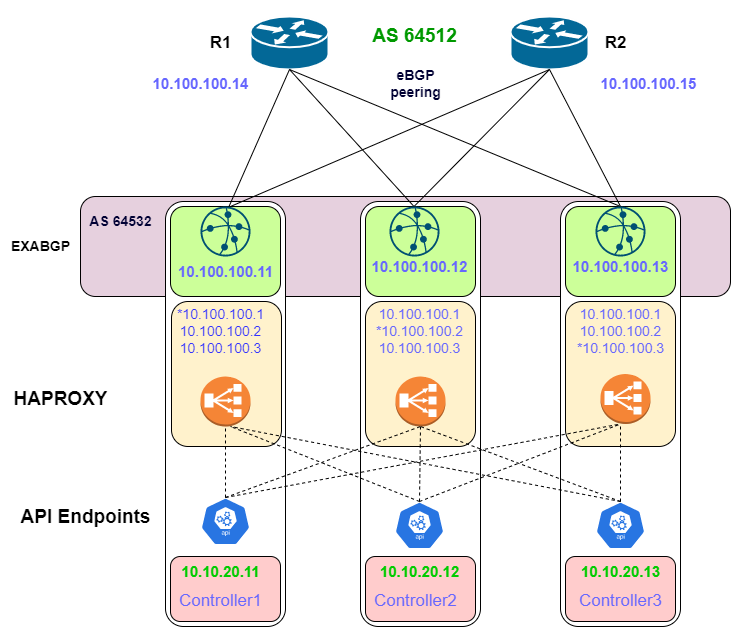 AS 64512
R1
R2
10.100.100.14
eBGP
peering
10.100.100.15
AS 64532
EXABGP
10.100.100.11
10.100.100.12
10.100.100.13
*10.100.100.1
10.100.100.2
10.100.100.3
10.100.100.1
*10.100.100.2
10.100.100.3
10.100.100.1
10.100.100.2
*10.100.100.3
HAPROXY
API Endpoints
api
api
api
10.10.20.11
Controller1
10.10.20.12
Controller2
10.10.20.13
Controller3